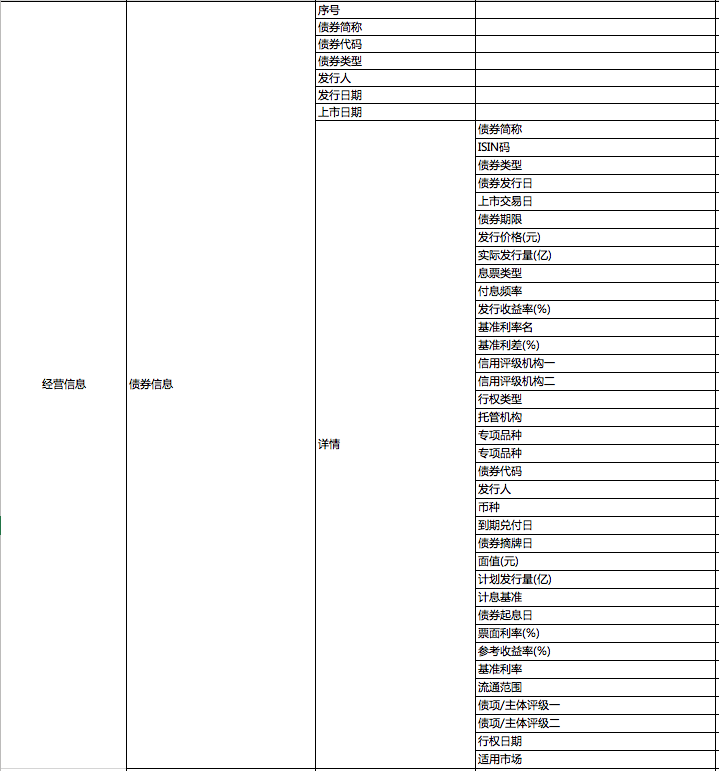 序号
债券简称
债券代码
债券类型
发行人
发行日期
上市日期
经营信息
债券信息
详情
债券简称
ISIN码
债券类型
债券发行日
上市交易日
债券期限
发行价格(元)
实际发行量(亿)
息票类型
付息频率
发行收益率(%)
基准利率名
基准利差(%)
信用评级机构一
信用评级机构二
行权类型
托管机构
专项品种
专项品种
债券代码
发行人
币种
到期兑付日
债券摘牌日
面值(元)
计划发行量(亿)
计息基准
债券起息日
票面利率(%)
参考收益率(%)
基准利率
流通范围
债项/主体评级一
债项/主体评级二
行权日期
适用市场